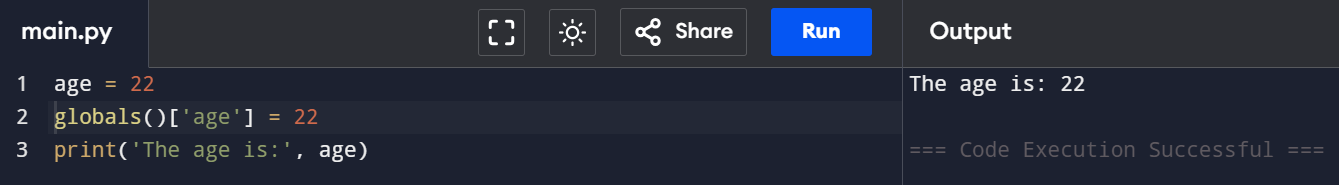 main.py Share Run Output
1 age = 22
2 globals()['age'] = 22
3 print('The age is:', age)
The age is: 22
=== Code Execution Successful ===